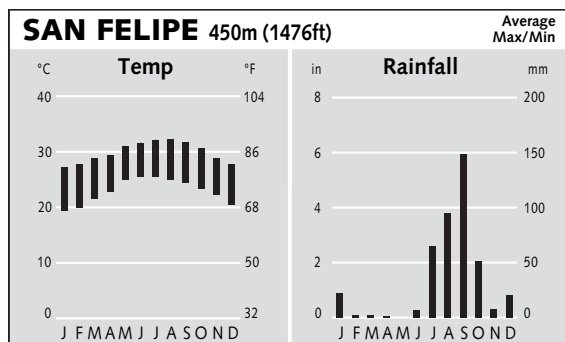 SAN FELIPE 450m (1476ft) Average
Max/Min
°C Temp °F
40 104
30 86
20 68
10 50
0 32
J F M A M J J A S O N D
in Rainfall mm
8 200
6 150
4 100
2 50
0 0
J F M A M J J A S O N D